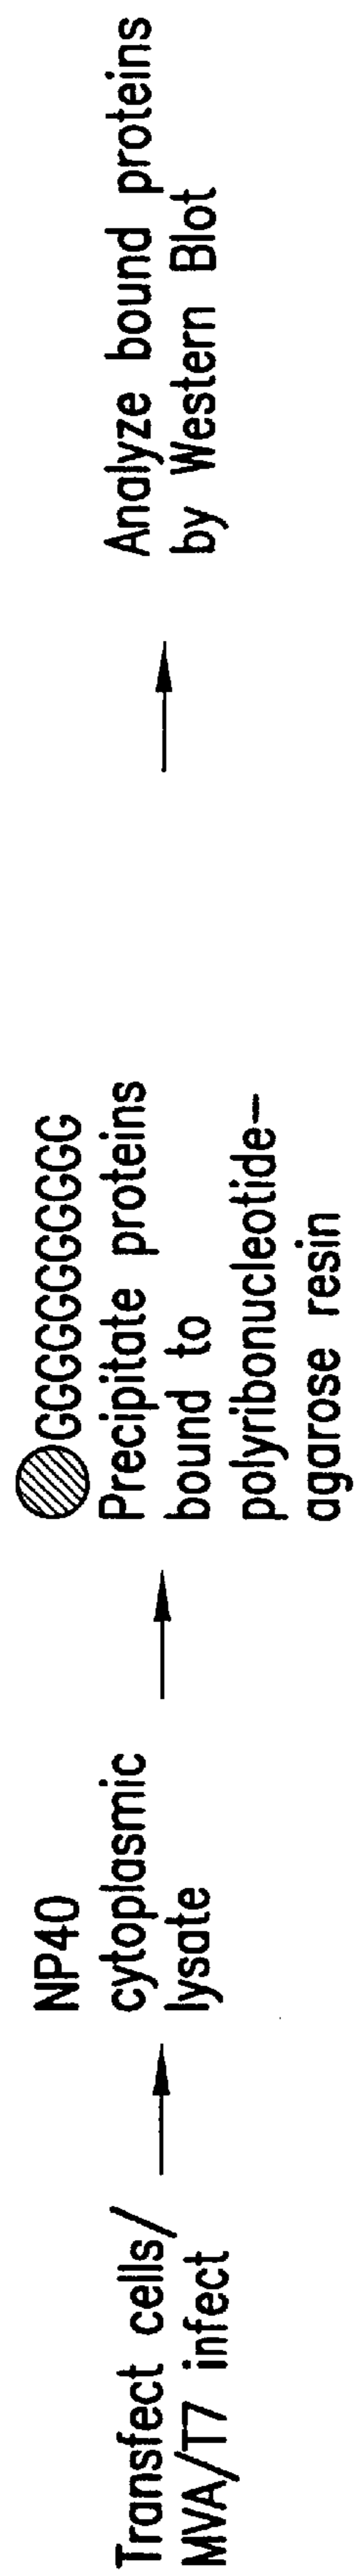 Transfect cells/
MVA/T7 infect
NP40
cytoplasmic
lysate
GGGGGGGGGGG
Precipitate proteins
bound to
polyribonucleotide-
agarose resin
Analyze bound proteins
by Western Blot